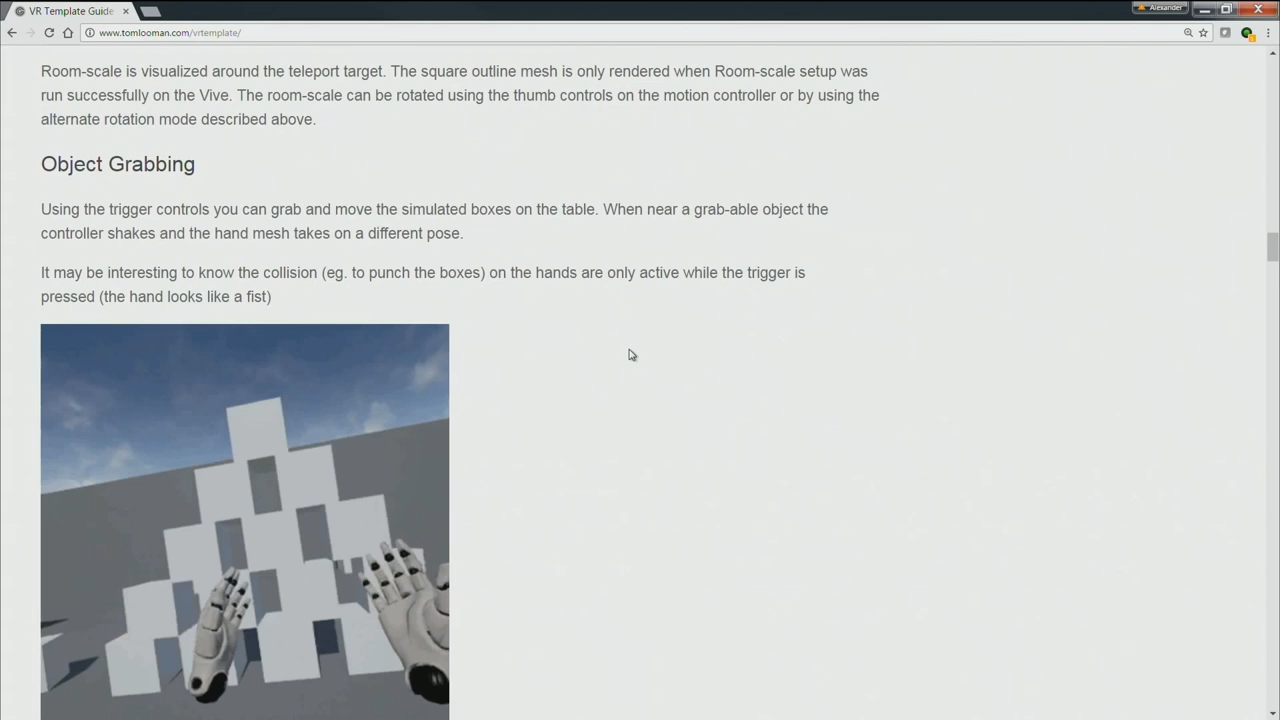 VR Template Guide
Alexander
www.tomlooman.com/vrtemplate/
Room-scale is visualized around the teleport target. The square outline mesh is only rendered when Room-scale setup was
run successfully on the Vive. The room-scale can be rotated using the thumb controls on the motion controller or by using the
alternate rotation mode described above.
Object Grabbing
Using the trigger controls you can grab and move the simulated boxes on the table. When near a grab-able object the
controller shakes and the hand mesh takes on a different pose.
It may be interesting to know the collision (eg. to punch the boxes) on the hands are only active while the trigger is
pressed (the hand looks like a fist)